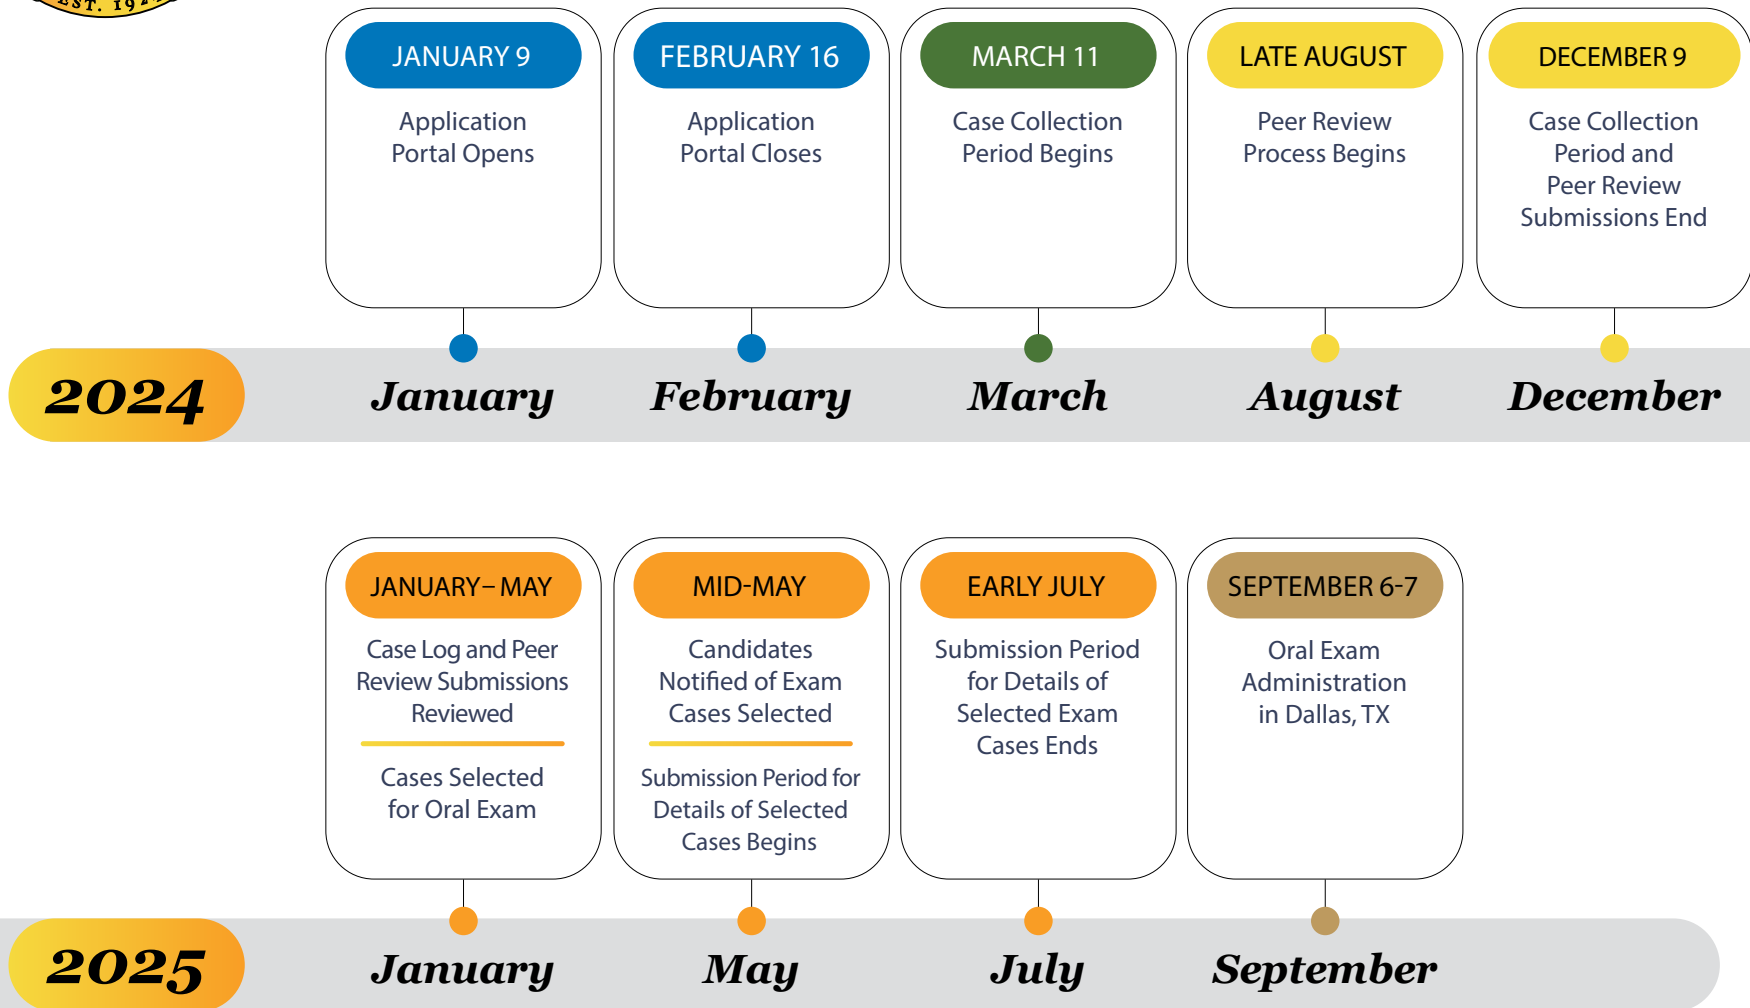 EST. 197
JANUARY 9
Application
Portal Opens
FEBRUARY 16
Application
Portal Closes
MARCH 11
Case Collection
Period Begins
LATE AUGUST
Peer Review
Process Begins
DECEMBER 9
Case Collection
Period and
Peer Review
Submissions End
2024
January
February
March
August
December
JANUARY– MAY
Case Log and Peer
Review Submissions
Reviewed
Cases Selected
for Oral Exam
MID-MAY
Candidates
Notified of Exam
Cases Selected
Submission Period for
Details of Selected
Cases Begins
EARLY JULY
Submission Period
for Details of
Selected Exam
Cases Ends
SEPTEMBER 6-7
Oral Exam
Administration
in Dallas, TX
2025
January
May
July
September